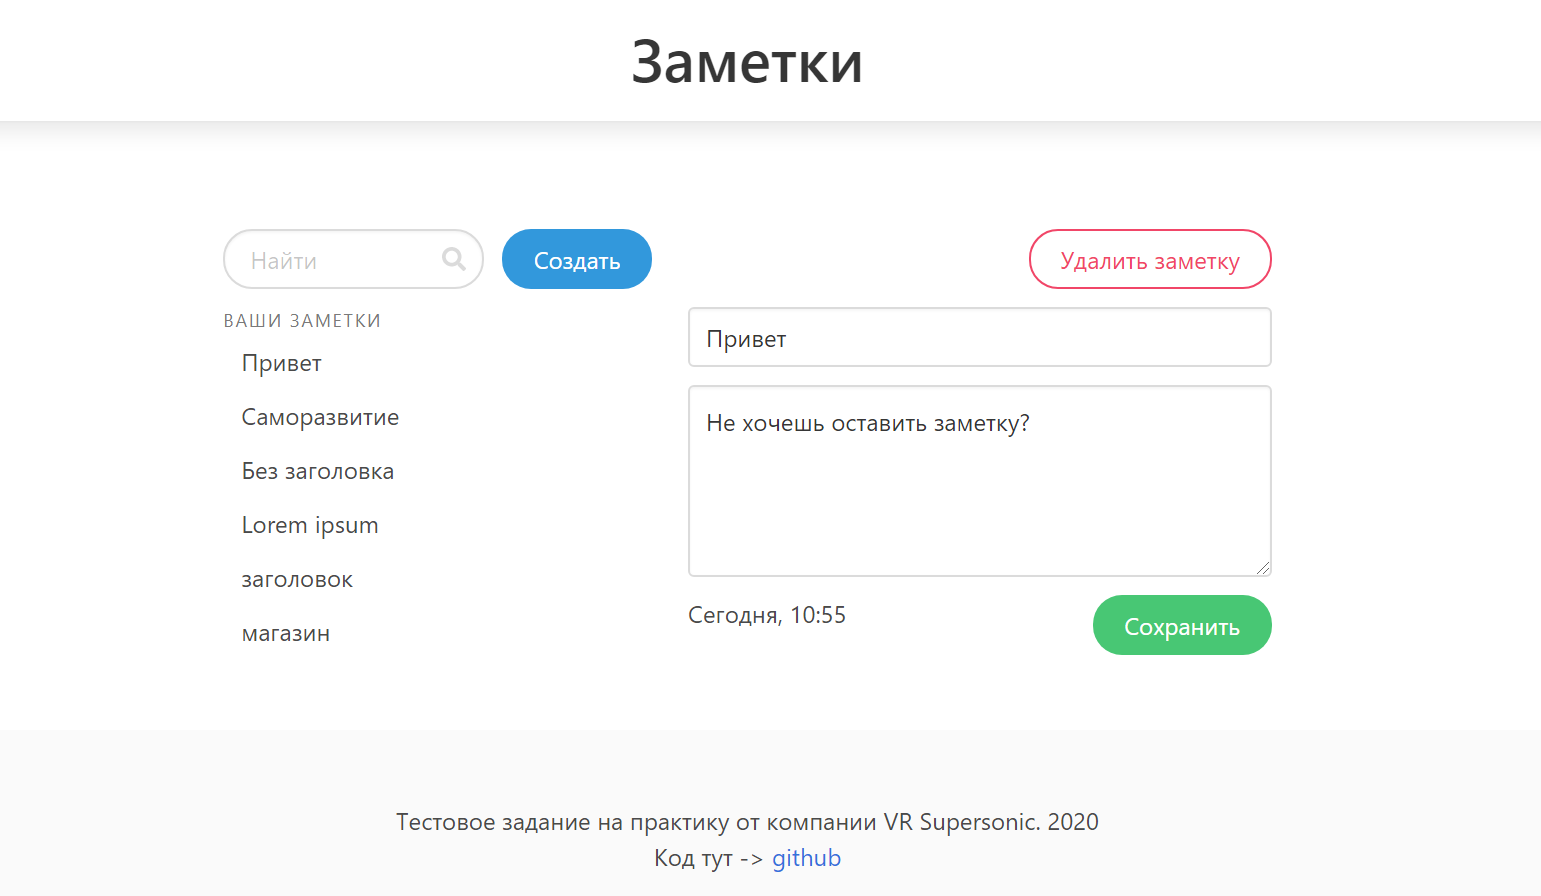 Заметки
Найти
Создать
Удалить заметку
ВАШИ ЗАМЕТКИ
Привет
Саморазвитие
Без заголовка
Lorem ipsum
заголовок
магазин
Привет
Не хочешь оставить заметку?
Сегодня, 10:55
Сохранить
Тестовое задание на практику от компании VR Supersonic. 2020
Код тут -> github